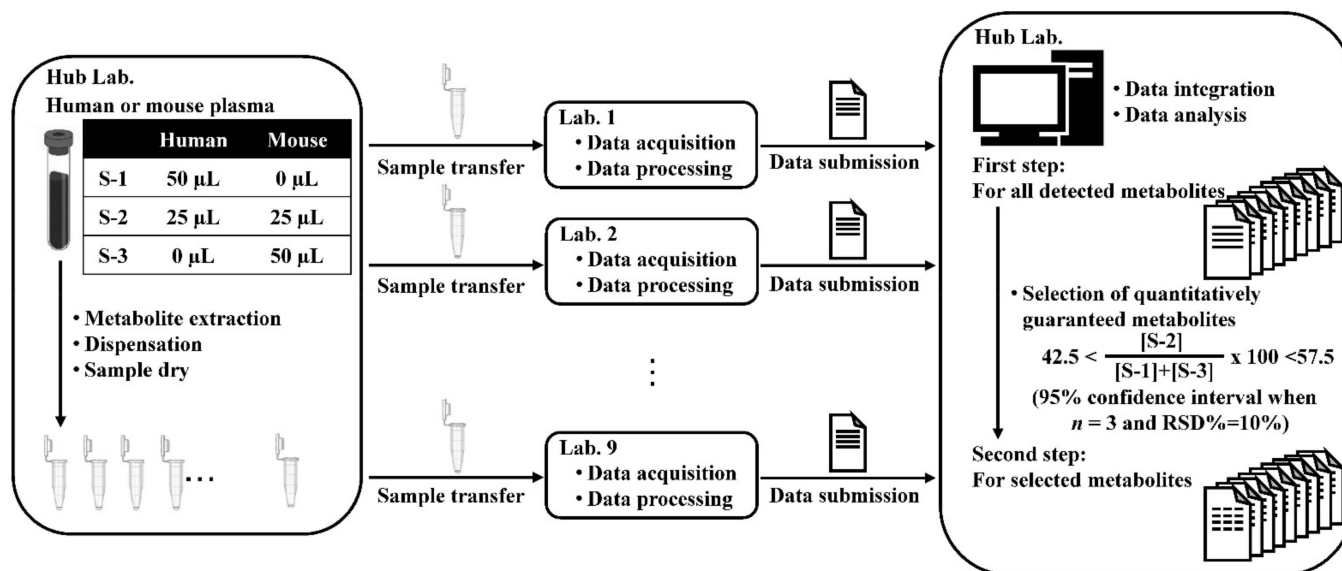 Hub Lab.
Human or mouse plasma
Human Mouse
S-1 50 μL 0 μL
S-2 25 μL 25 μL
S-3 0 μL 50 μL
• Metabolite extraction
• Dispensation
• Sample dry
...
Sample transfer
Lab. 1
• Data acquisition
• Data processing
Data submission
Sample transfer
Lab. 2
• Data acquisition
• Data processing
Data submission
⋮
Sample transfer
Lab. 9
• Data acquisition
• Data processing
Data submission
Hub Lab.
• Data integration
• Data analysis
First step:
For all detected metabolites
• Selection of quantitatively
guaranteed metabolites
[S-2]
42.5 < ――― x 100 <57.5
[S-1]+[S-3]
(95% confidence interval when
n = 3 and RSD%=10%)
Second step:
For selected metabolites